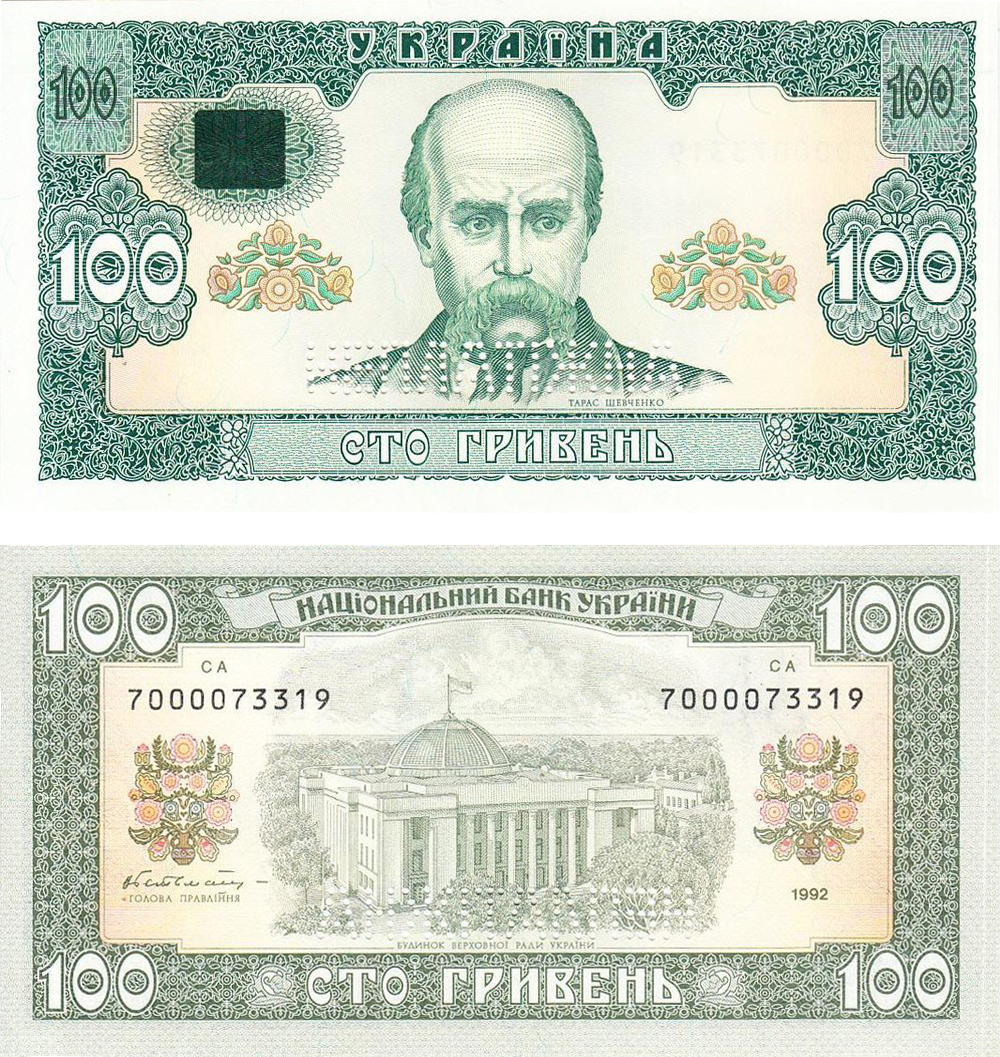 УКРАЇНА
100 100
100 100
ТАРАС ШЕВЧЕНКО
СТО ГРИВЕНЬ
100 100
НАЦІОНАЛЬНИЙ БАНК УКРАЇНИ
СА СА
7000073319 7000073319
ГОЛОВА ПРАВЛІННЯ
1992
БУДИНОК ВЕРХОВНОЇ РАДИ УКРАЇНИ
100 СТО ГРИВЕНЬ 100